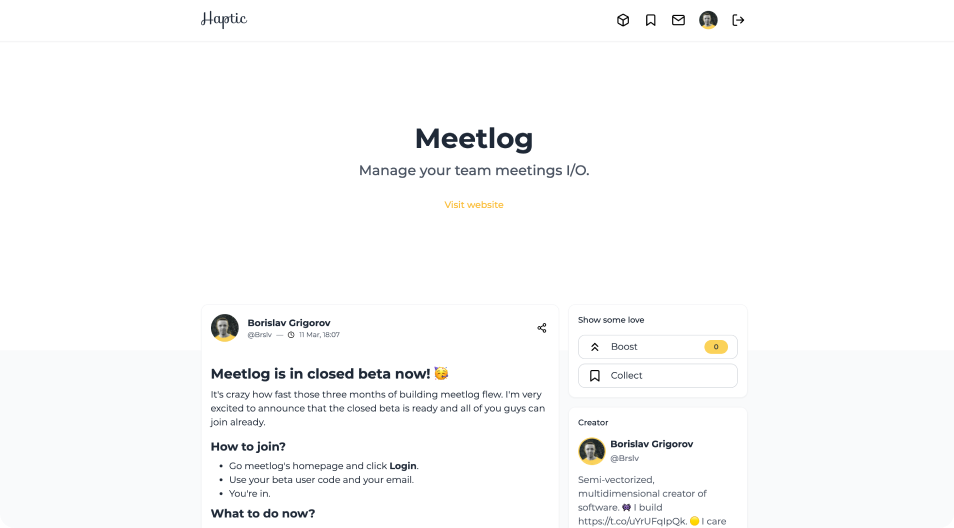 Haptic
Meetlog
Manage your team meetings I/O.
Visit website
Borislav Grigorov
@Brslv — 11 Mar, 18:07
Meetlog is in closed beta now! 🥳
It's crazy how fast those three months of building meetlog flew. I'm very
excited to announce that the closed beta is ready and all of you guys can
join already.
How to join?
• Go meetlog's homepage and click Login.
• Use your beta user code and your email.
• You're in.
What to do now?
Show some love
Boost 0
Collect
Creator
Borislav Grigorov
@Brslv
Semi-vectorized,
multidimensional creator of
software. 👾 I build
https://t.co/uYrUFqIpQk. 🟡 I care